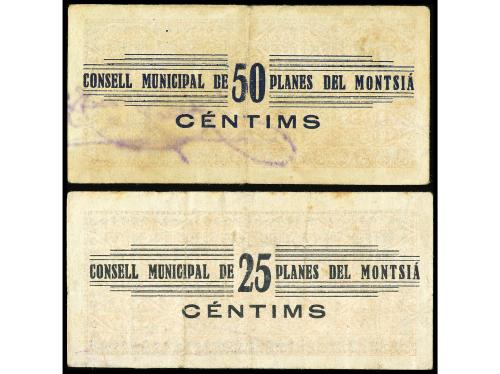 CONSELL MUNICIPAL DE 50 PLANES DEL MONTSIÁ
CÉNTIMS
CONSELL MUNICIPAL DE 25 PLANES DEL MONTSIÁ
CÉNTIMS